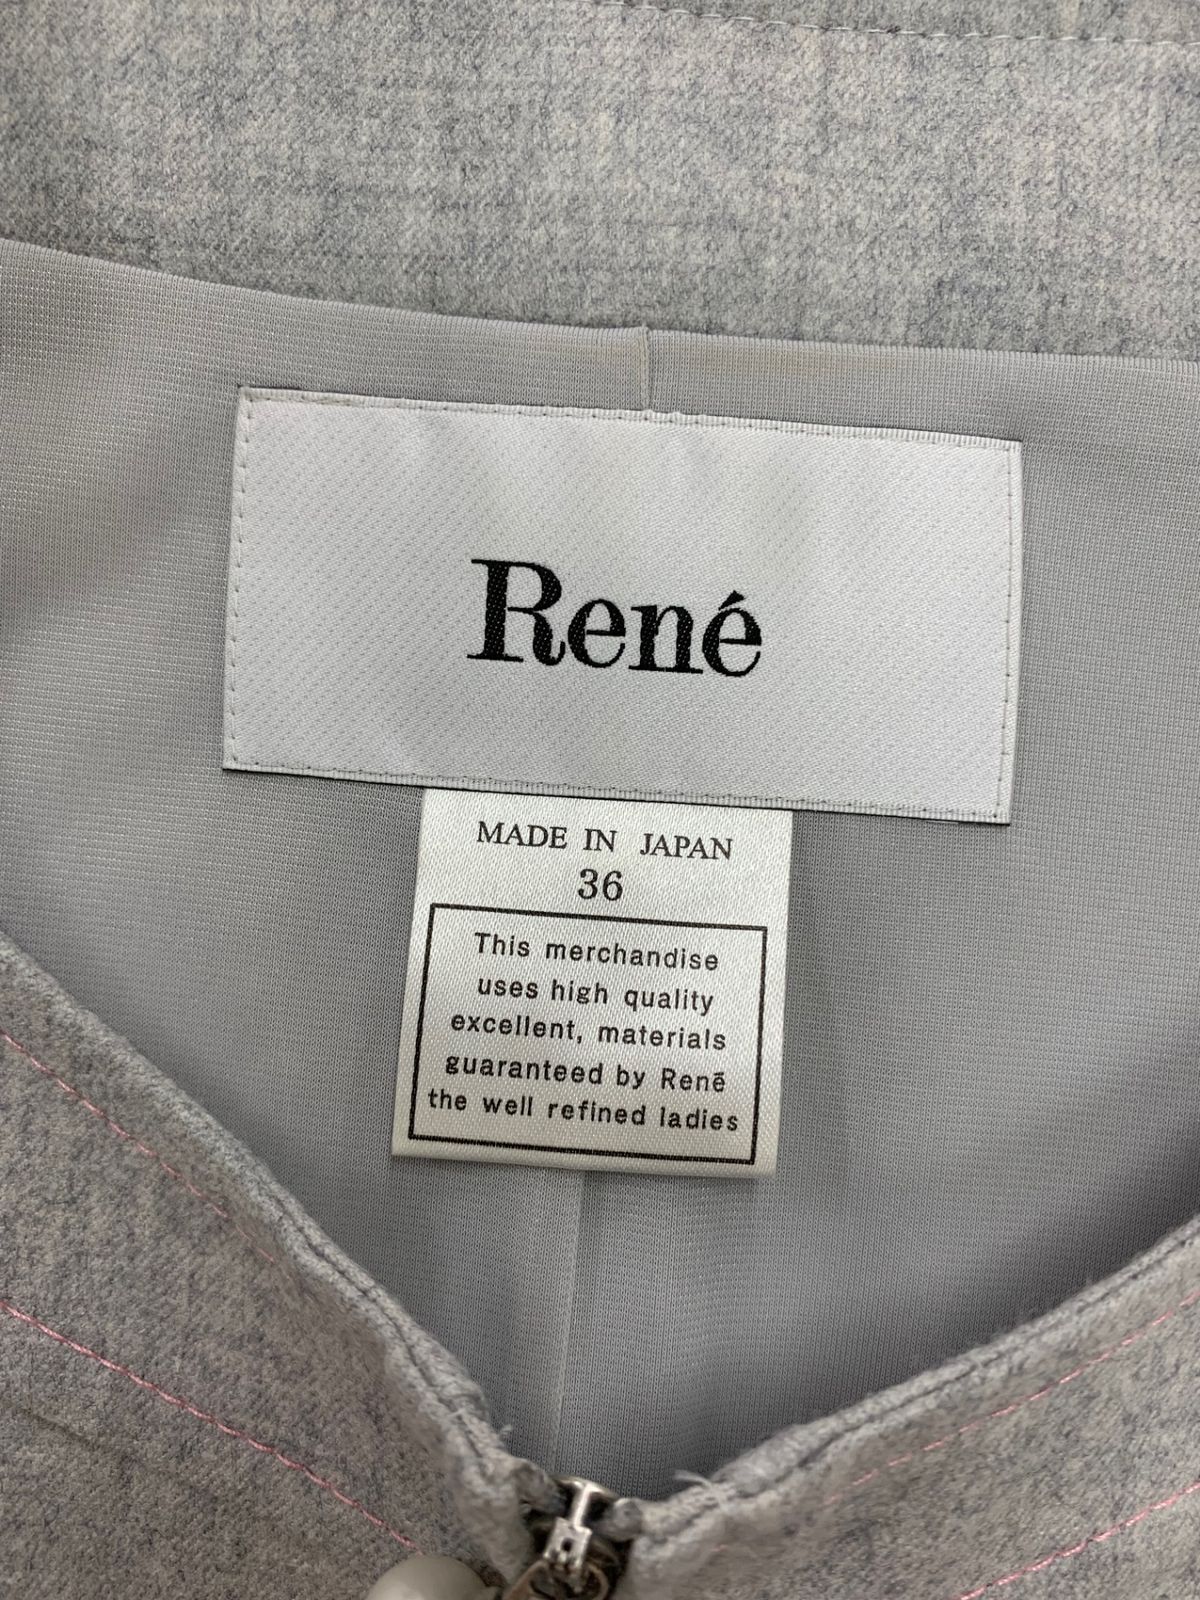 René
MADE IN JAPAN
36
This merchandise
uses high quality
excellent, materials
guaranteed by Renē
the well refined ladies